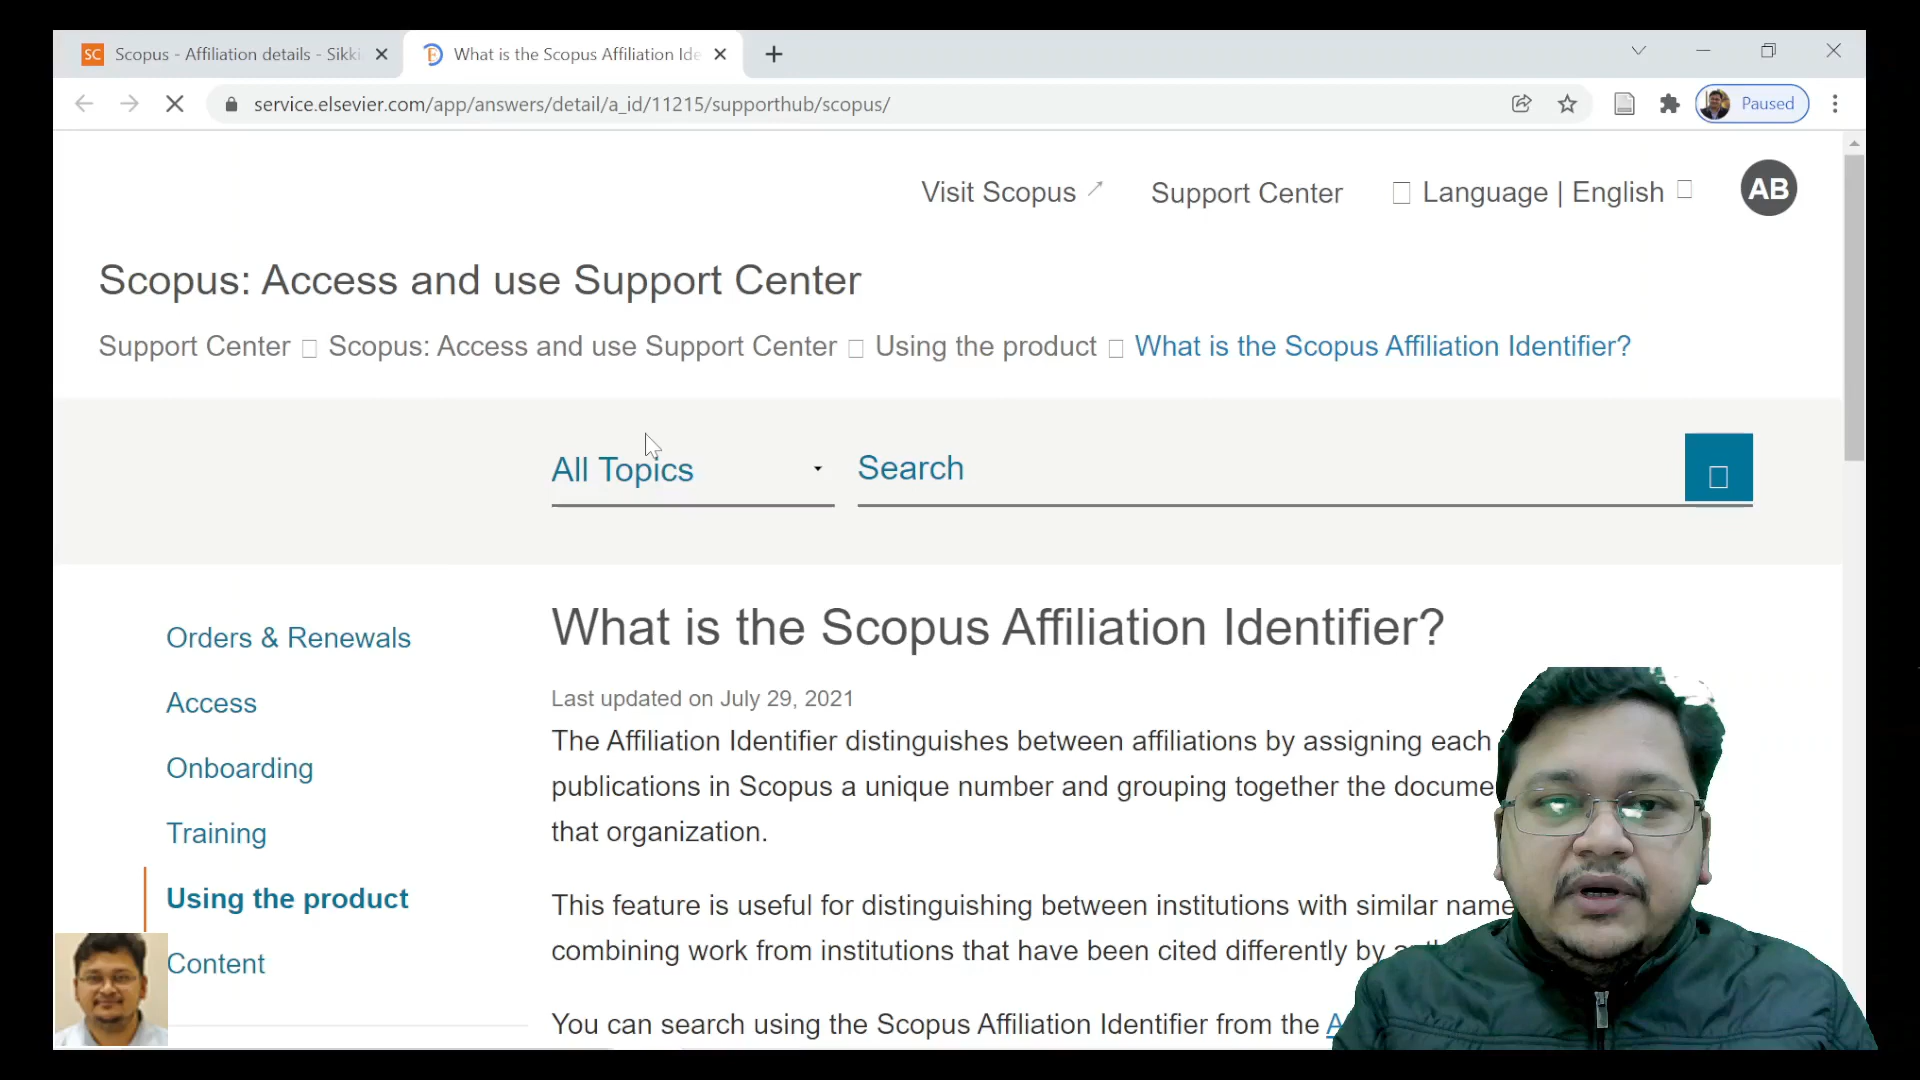 SC Scopus - Affiliation details - Sikki
What is the Scopus Affiliation Ide
service.elsevier.com/app/answers/detail/a_id/11215/supporthub/scopus/
Paused
Visit Scopus
Support Center
Language | English
AB
Scopus: Access and use Support Center
Support Center
Scopus: Access and use Support Center
Using the product
What is the Scopus Affiliation Identifier?
All Topics
Search
Orders & Renewals
Access
Onboarding
Training
Using the product
Content
What is the Scopus Affiliation Identifier?
Last updated on July 29, 2021
The Affiliation Identifier distinguishes between affiliations by assigning each
publications in Scopus a unique number and grouping together the docume
that organization.
This feature is useful for distinguishing between institutions with similar name
combining work from institutions that have been cited differently by
You can search using the Scopus Affiliation Identifier from the A